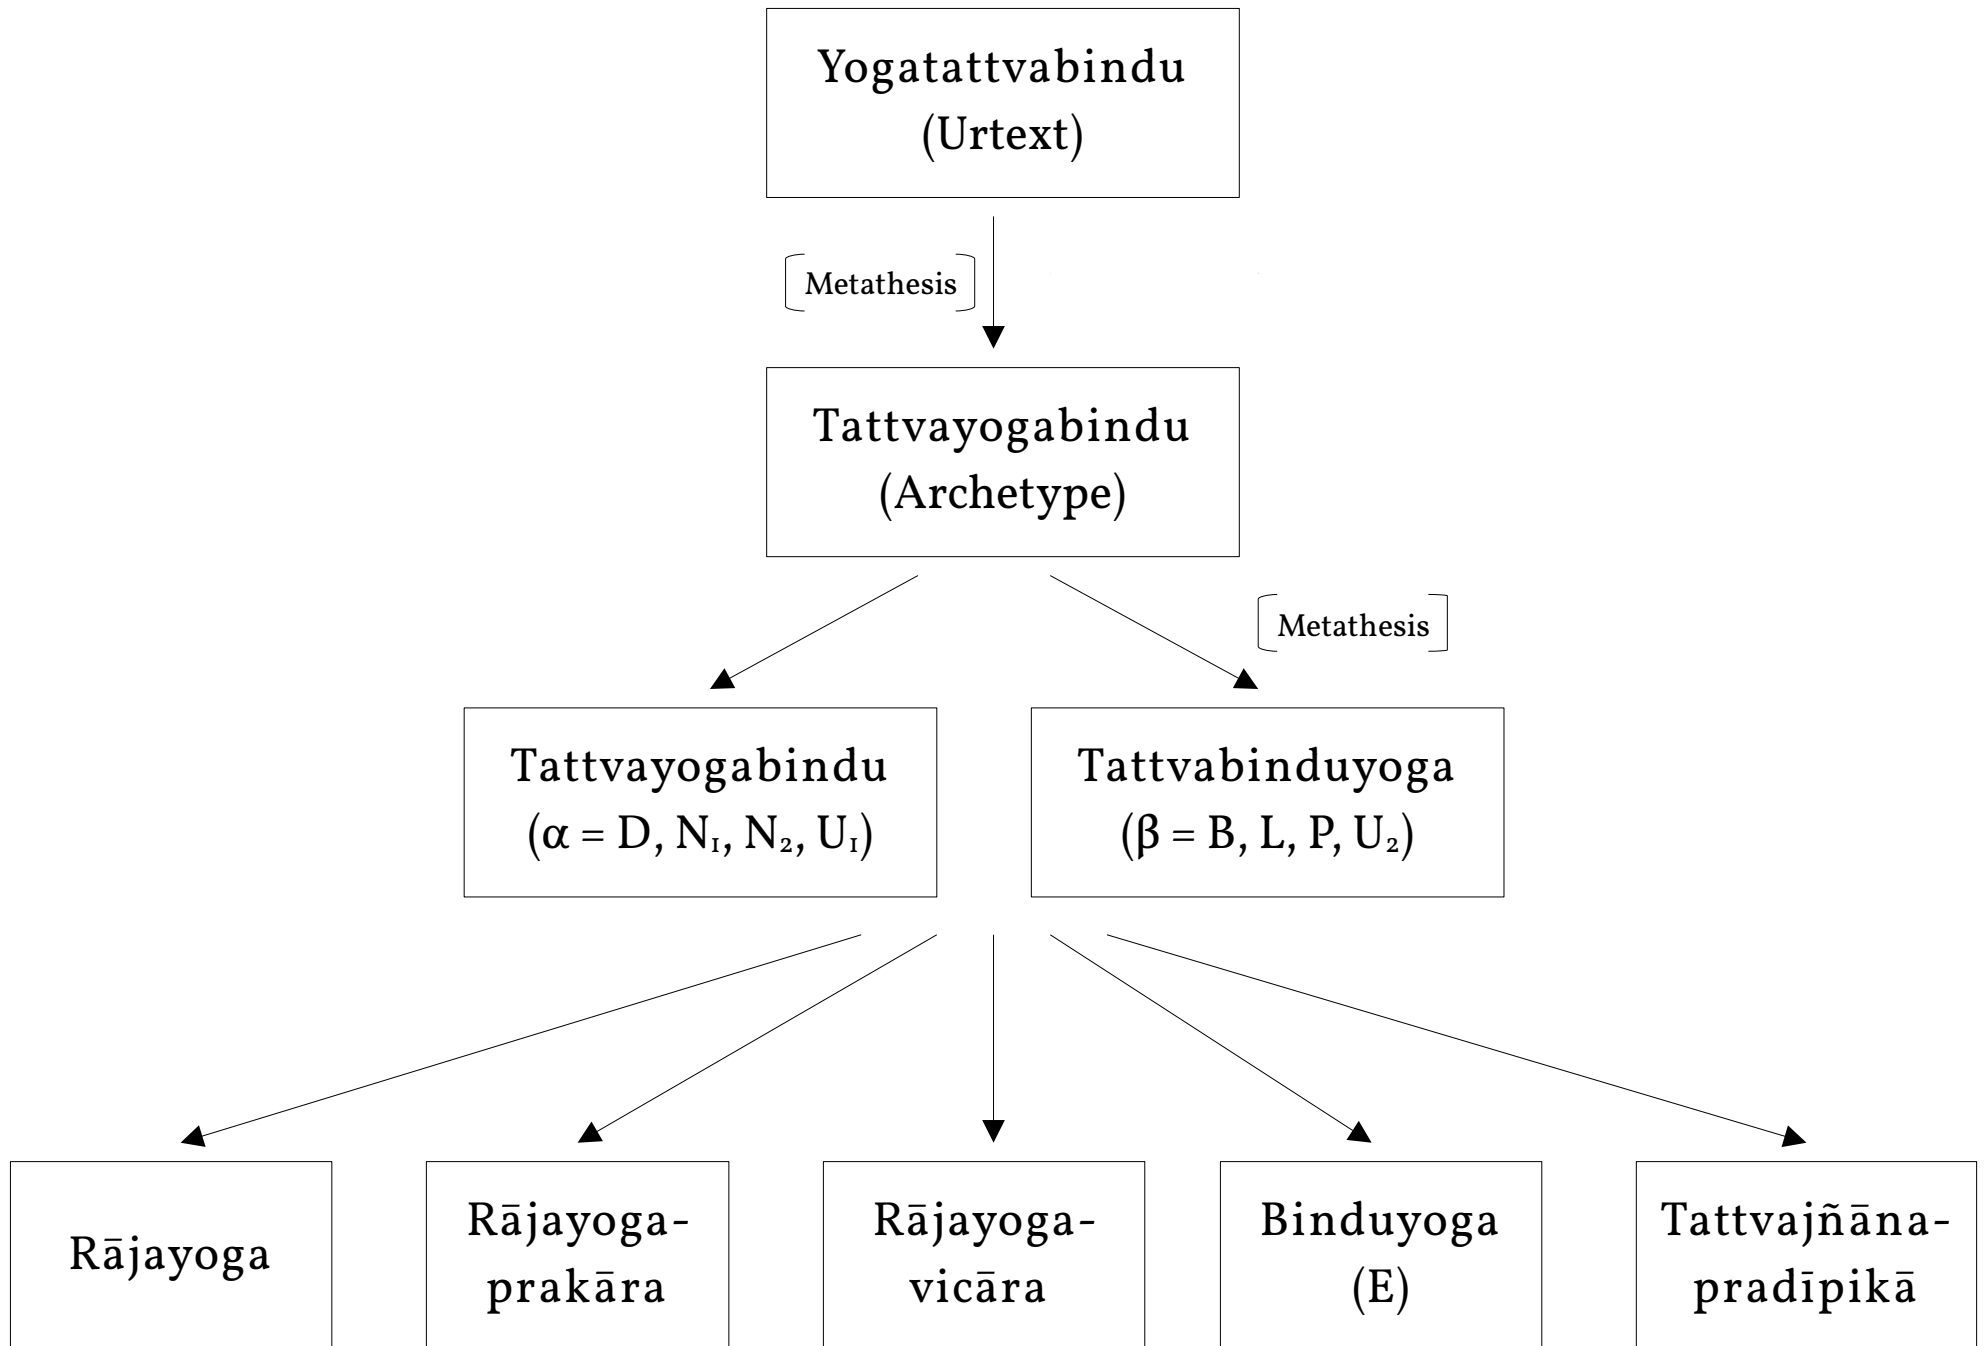 Yogatattvabindu
(Urtext)
Metathesis
Tattvayogabindu
(Archetype)
Metathesis
Tattvayogabindu
(α = D, N₁, N₂, U₁)
Tattvabinduyoga
(β = B, L, P, U₂)
Rājayoga
Rājayoga-
prakāra
Rājayoga-
vicāra
Binduyoga
(E)
Tattvajñāna-
pradīpikā